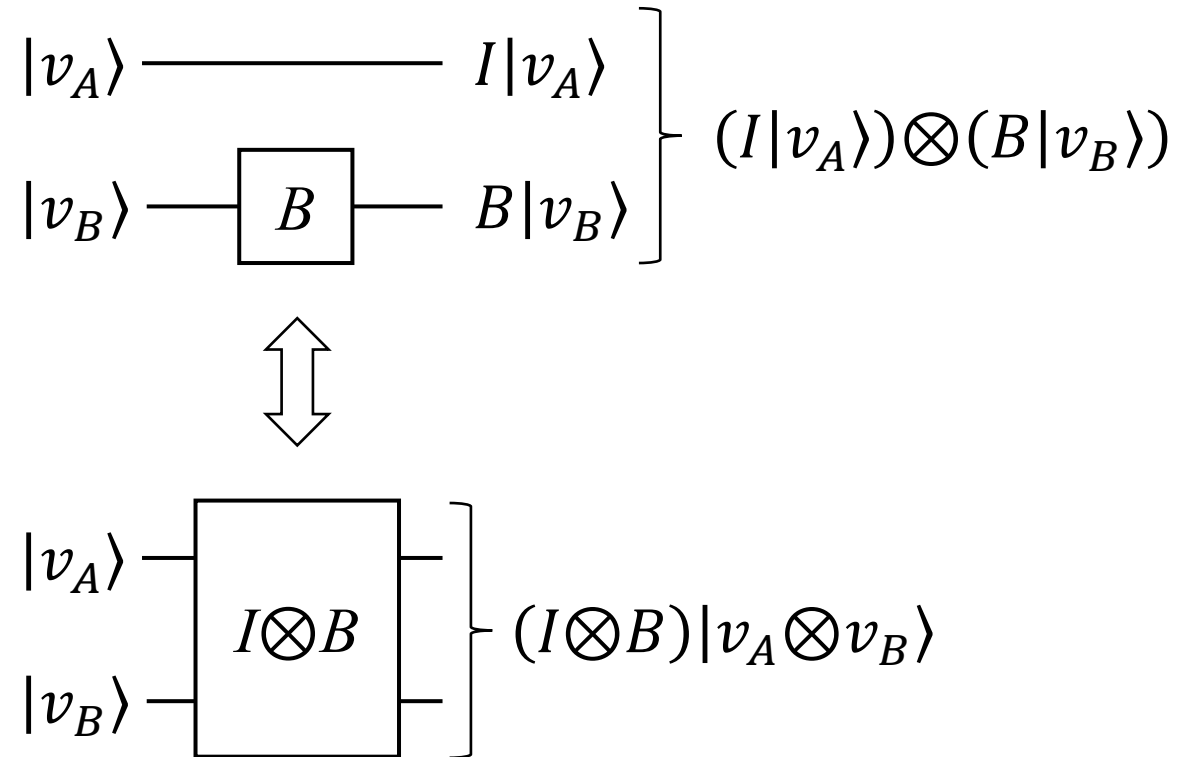 |v_A⟩ I|v_A⟩
(I|v_A⟩)⊗(B|v_B⟩)
|v_B⟩ B B|v_B⟩
|v_A⟩
I⊗B (I⊗B)|v_A⊗v_B⟩
|v_B⟩